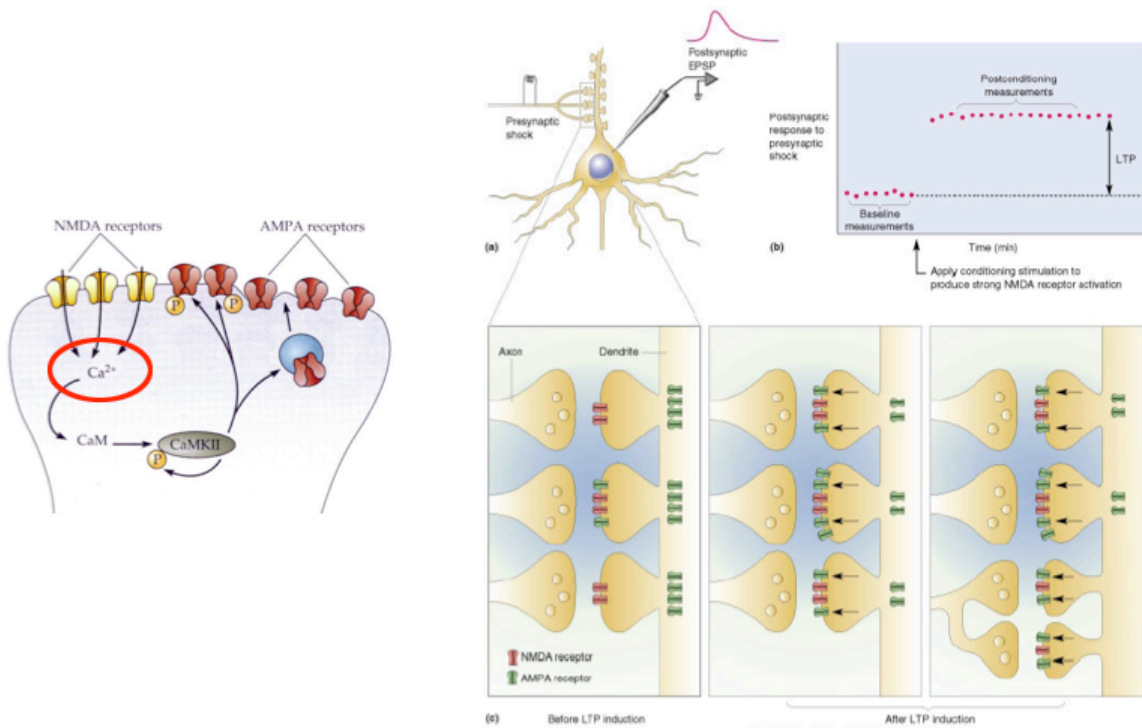 NMDA receptors
AMPA receptors
P
P
Ca2+
CaM
CaMKII
P
Postsynaptic
EPSP
Presynaptic
shock
(a)
Postsynaptic
response to
presynaptic
shock
Postconditioning
measurements
LTP
Baseline
measurements
(b)
Time (min)
Apply conditioning stimulation to
produce strong NMDA receptor activation
Axon
Dendrite
NMDA receptor
AMPA receptor
(c)
Before LTP induction
After LTP induction